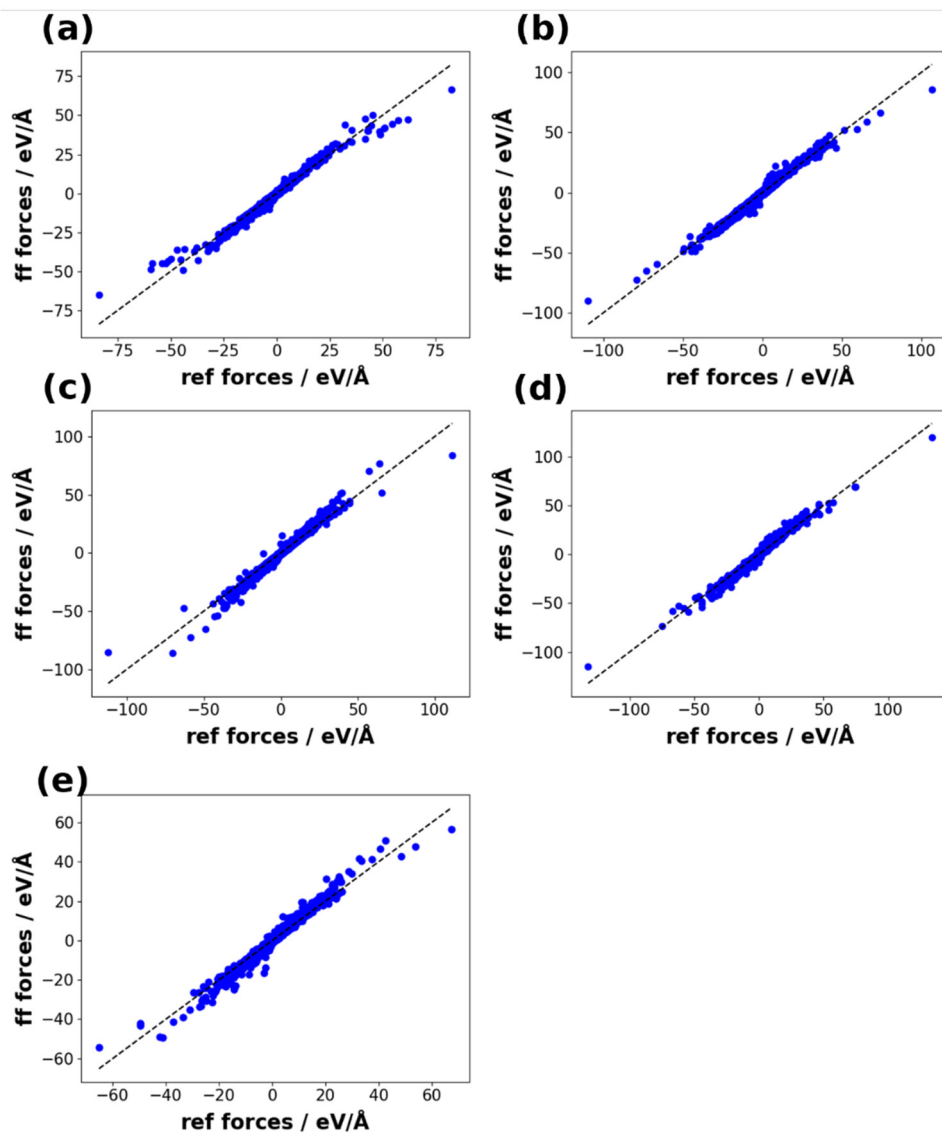 (a)
ff forces / eV/Å
75
50
25
0
−25
−50
−75
−75 −50 −25 0 25 50 75
ref forces / eV/Å
(b)
ff forces / eV/Å
100
50
0
−50
−100
−100 −50 0 50 100
ref forces / eV/Å
(c)
ff forces / eV/Å
100
50
0
−50
−100
−100 −50 0 50 100
ref forces / eV/Å
(d)
ff forces / eV/Å
100
50
0
−50
−100
−100 −50 0 50 100
ref forces / eV/Å
(e)
ff forces / eV/Å
60
40
20
0
−20
−40
−60
−60 −40 −20 0 20 40 60
ref forces / eV/Å